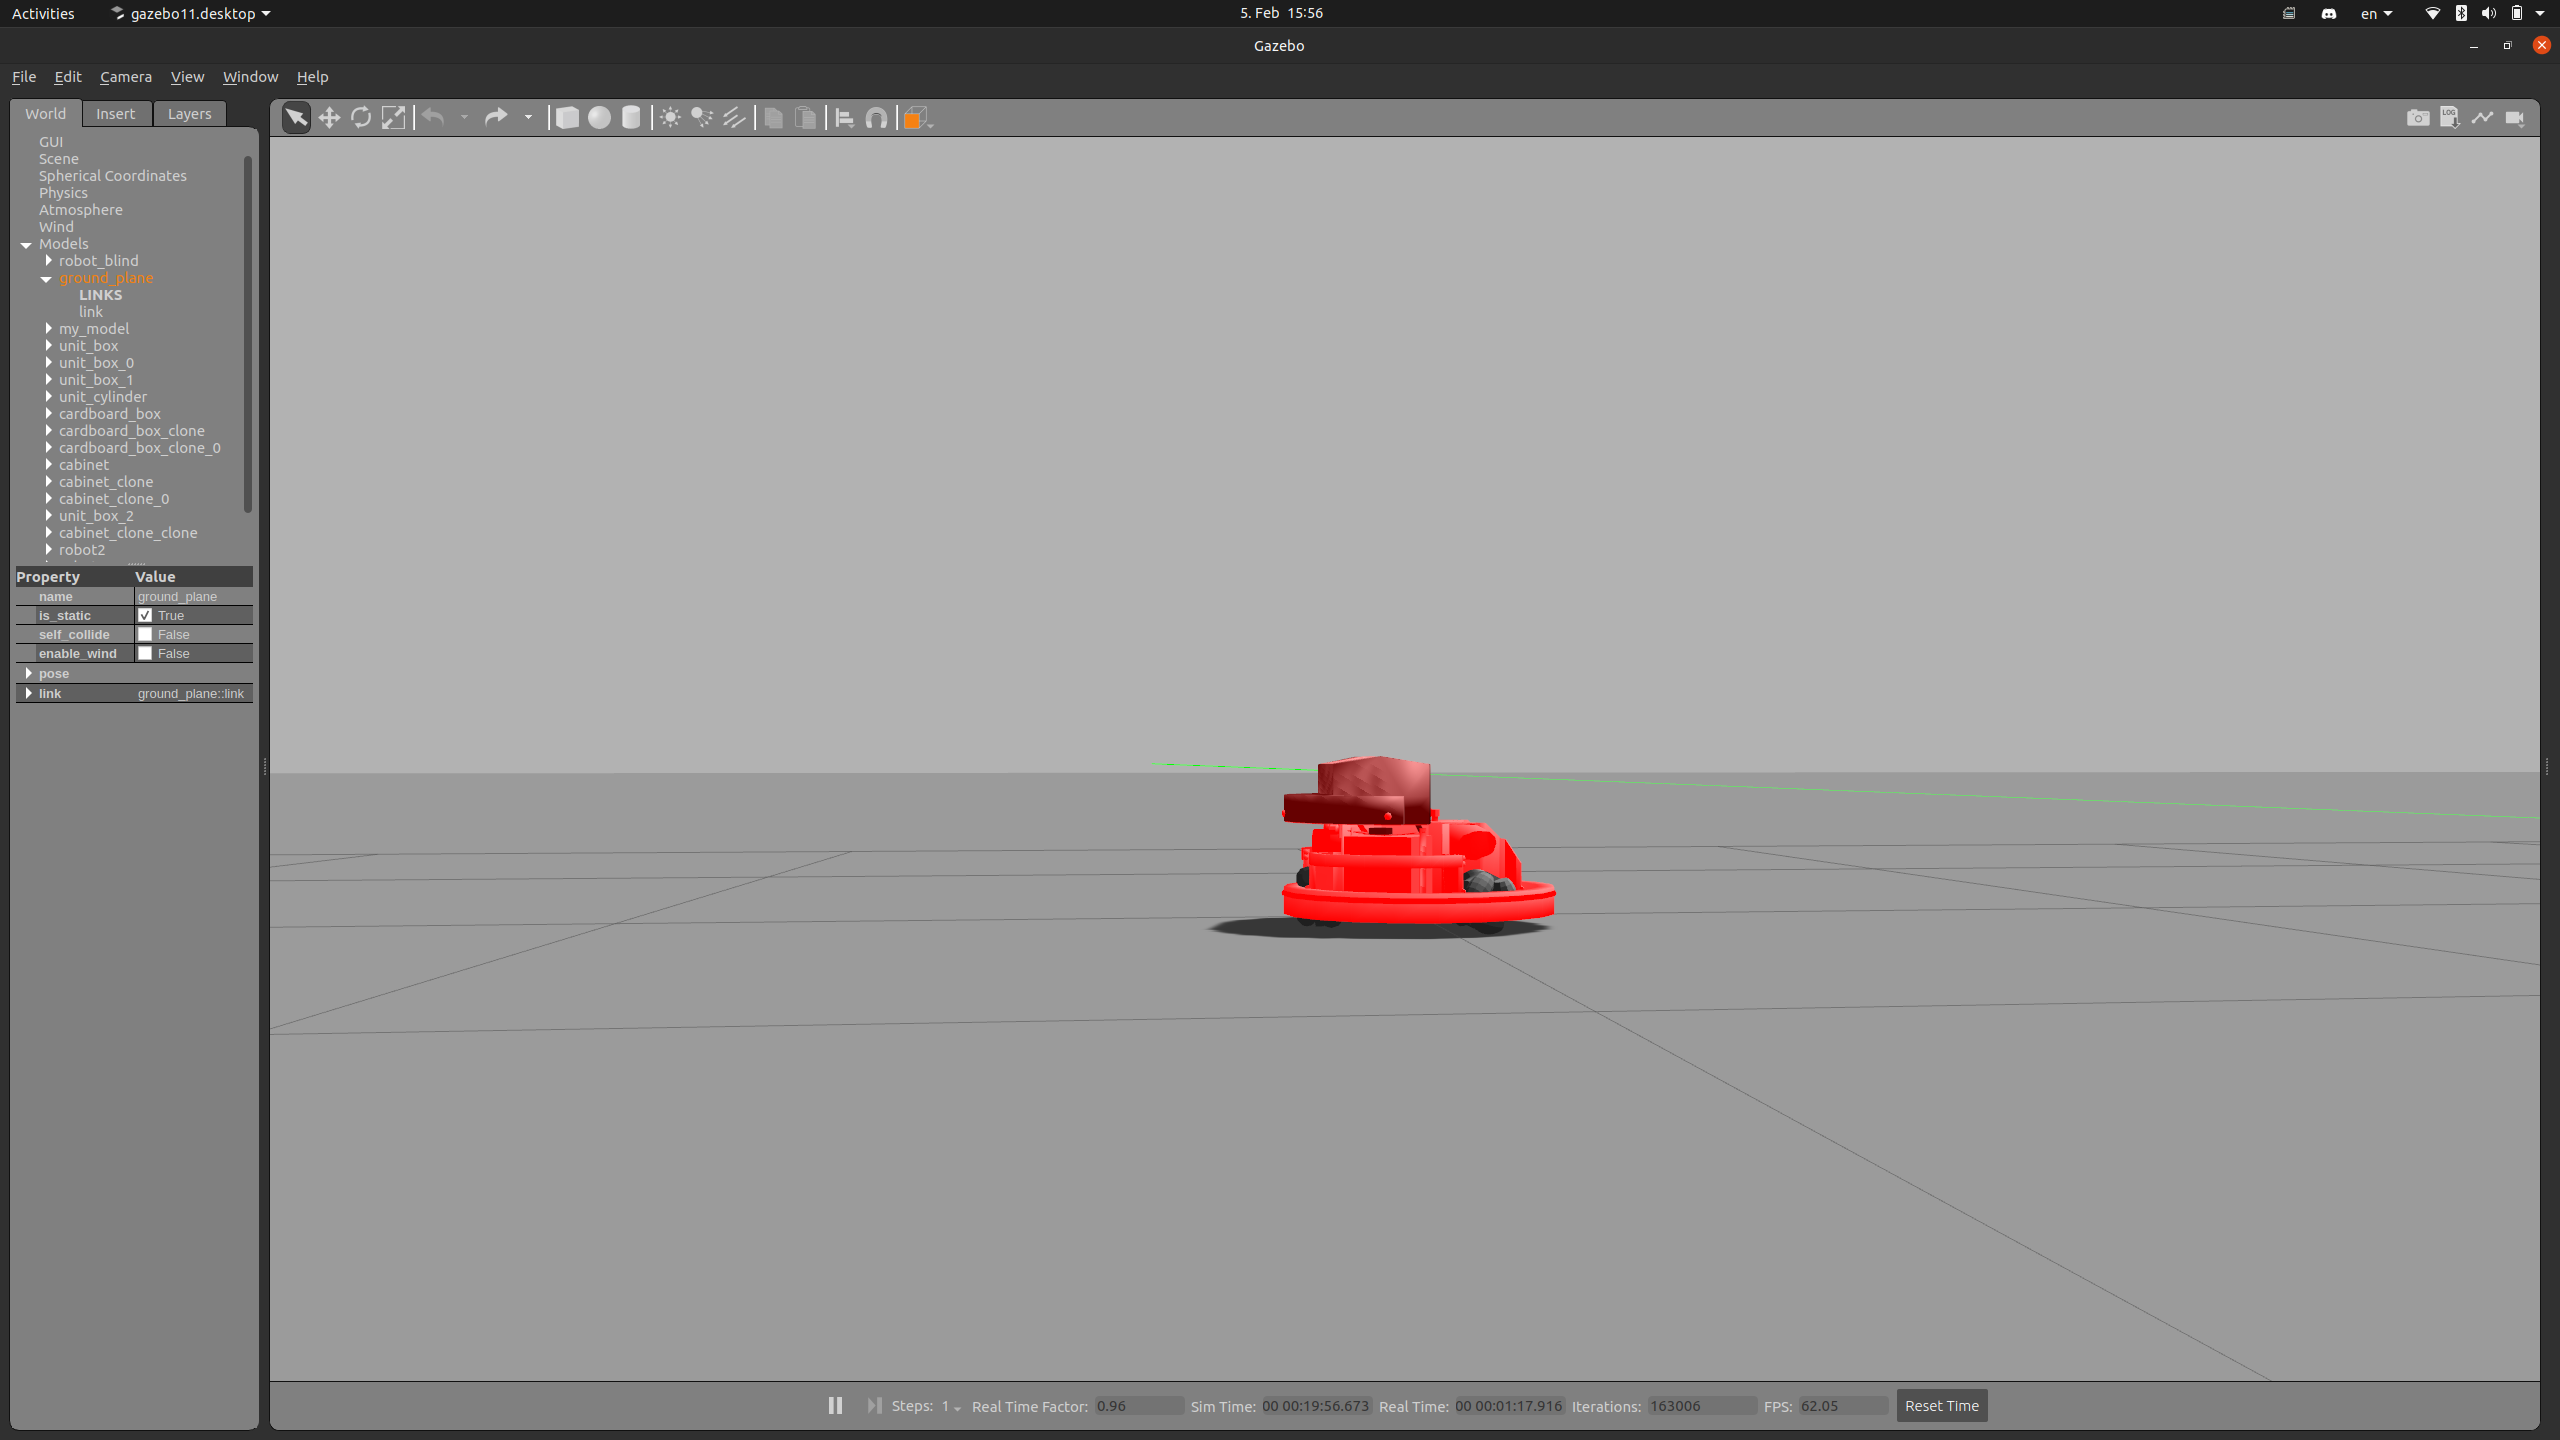 Activities gazebo11.desktop 5. Feb 15:56 en
Gazebo
File Edit Camera View Window Help
World Insert Layers
LOG
GUI
Scene
Spherical Coordinates
Physics
Atmosphere
Wind
Models
robot_blind
ground_plane
LINKS
link
my_model
unit_box
unit_box_0
unit_box_1
unit_cylinder
cardboard_box
cardboard_box_clone
cardboard_box_clone_0
cabinet
cabinet_clone
cabinet_clone_0
unit_box_2
cabinet_clone_clone
robot2
Property Value
name ground_plane
is_static True
self_collide False
enable_wind False
pose
link ground_plane::link
Steps: 1 Real Time Factor: 0.96 Sim Time: 00 00:19:56.673 Real Time: 00 00:01:17.916 Iterations: 163006 FPS: 62.05 Reset Time